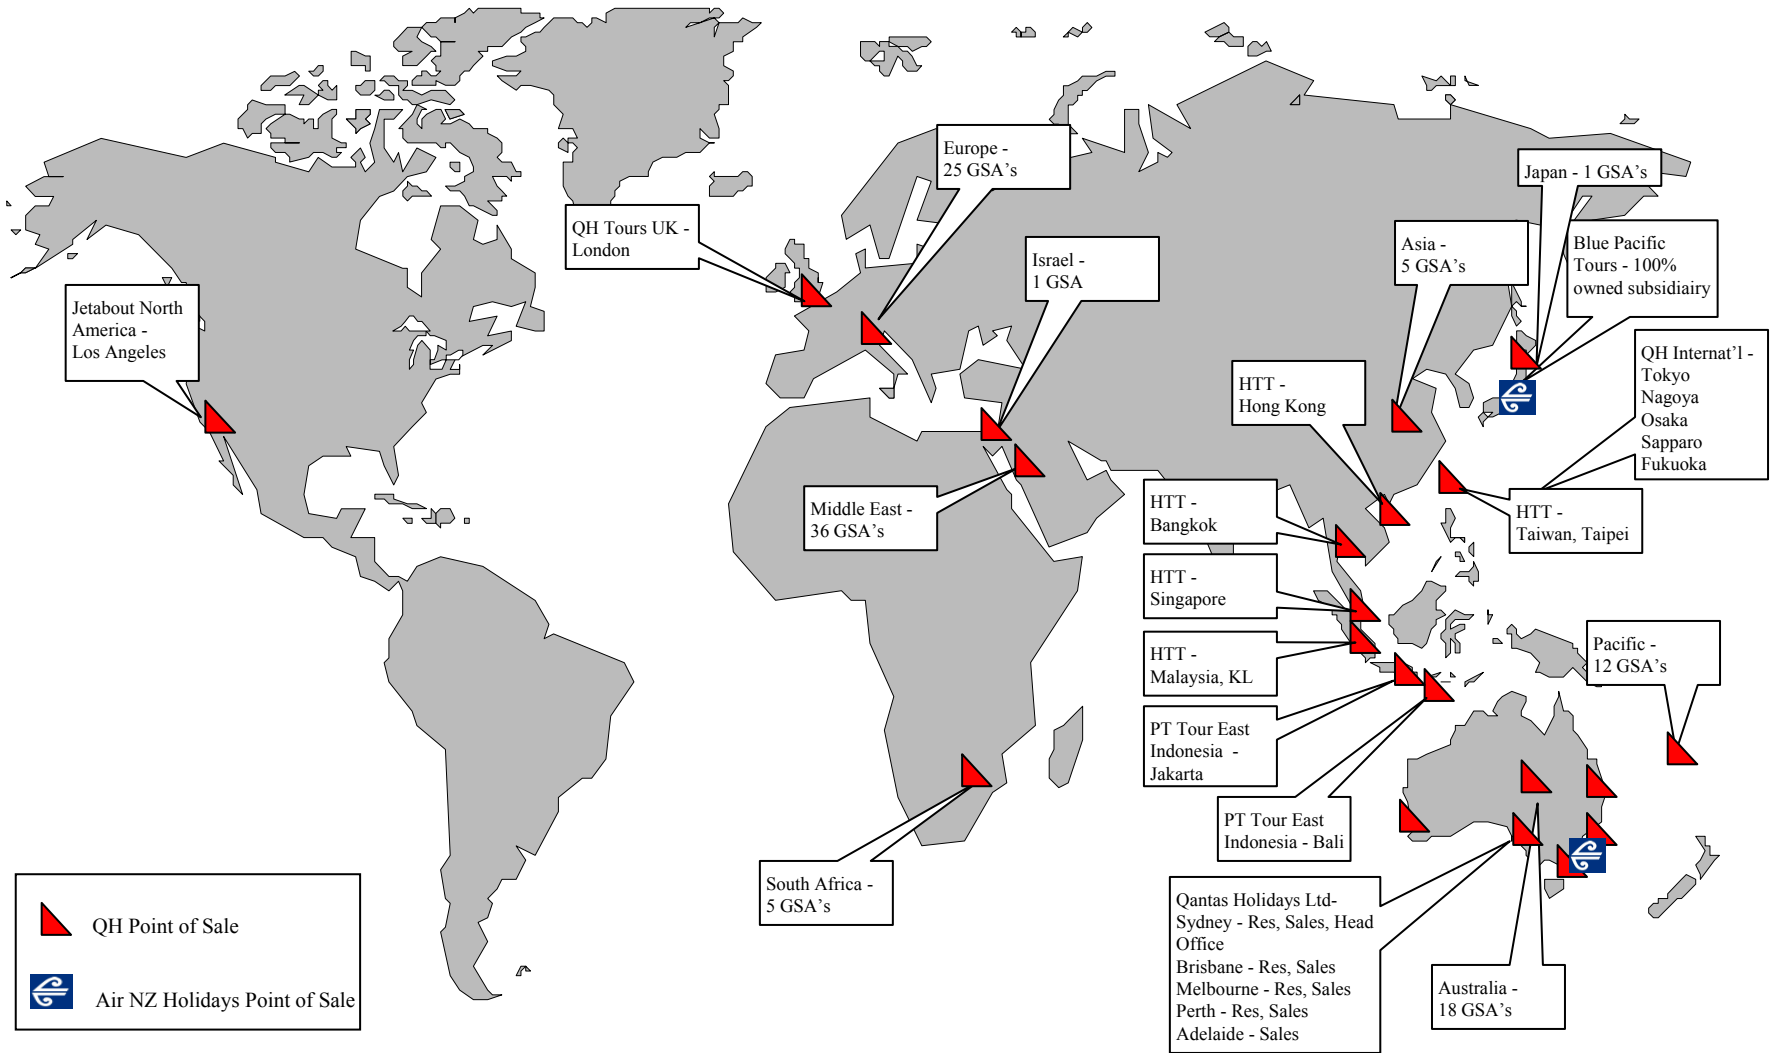 Europe -
25 GSA's
Japan - 1 GSA's
QH Tours UK -
London
Israel -
1 GSA
Asia -
5 GSA's
Blue Pacific
Tours - 100%
owned subsidiairy
Jetabout North
America -
Los Angeles
QH Internat'l -
Tokyo
Nagoya
Osaka
Sapparo
Fukuoka
HTT -
Hong Kong
Middle East -
36 GSA's
HTT -
Bangkok
HTT -
Taiwan, Taipei
HTT -
Singapore
HTT -
Malaysia, KL
Pacific -
12 GSA's
PT Tour East
Indonesia -
Jakarta
PT Tour East
Indonesia - Bali
South Africa -
5 GSA's
Qantas Holidays Ltd-
Sydney - Res, Sales, Head
Office
Brisbane - Res, Sales
Melbourne - Res, Sales
Perth - Res, Sales
Adelaide - Sales
Australia -
18 GSA's
QH Point of Sale
Air NZ Holidays Point of Sale